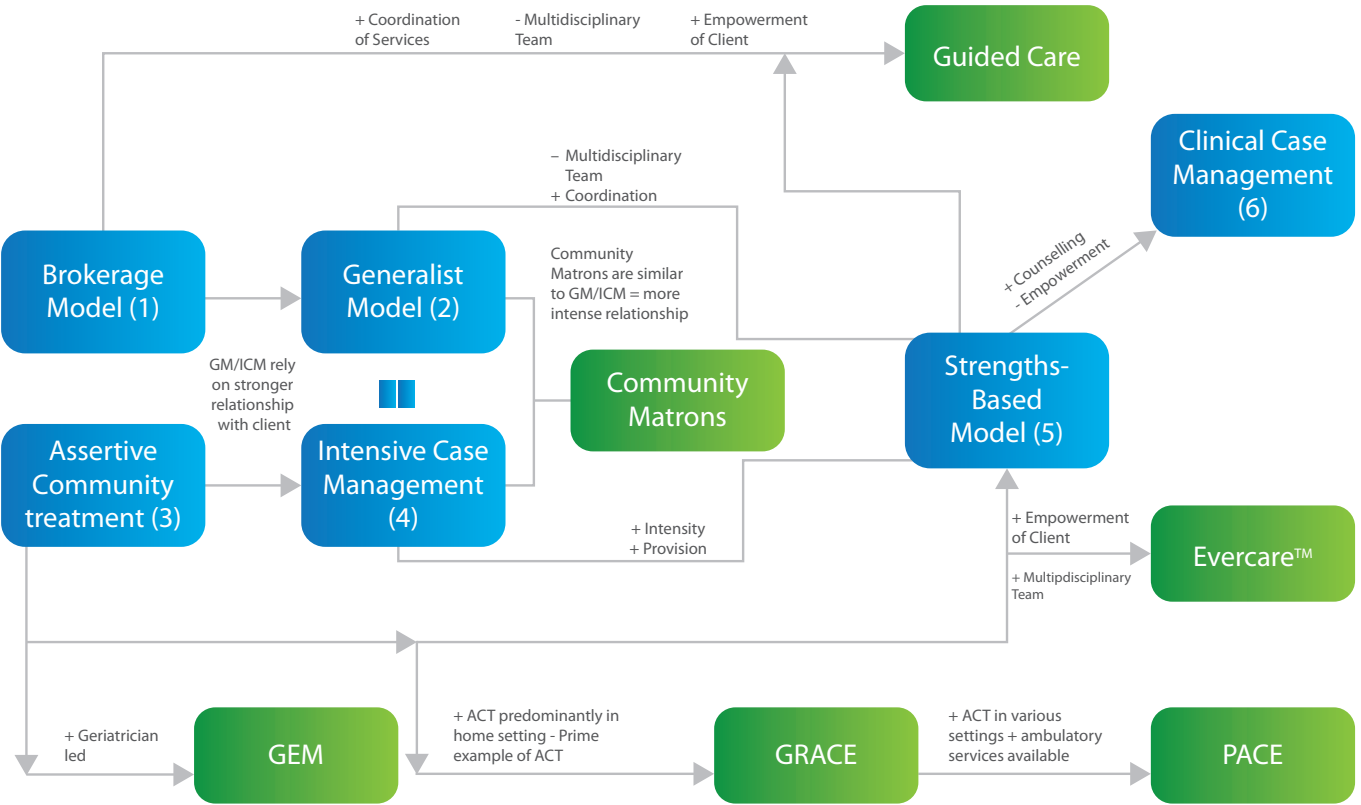 + Coordination
of Services
- Multidisciplinary
Team
+ Empowerment
of Client
Guided Care
Clinical Case
Management
(6)
– Multidisciplinary
Team
+ Coordination
+ Counselling
- Empowerment
Brokerage
Model (1)
Generalist
Model (2)
Community
Matrons are similar
to GM/ICM = more
intense relationship
GM/ICM rely
on stronger
relationship
with client
Community
Matrons
Strengths-
Based
Model (5)
Assertive
Community
treatment (3)
Intensive Case
Management
(4)
+ Intensity
+ Provision
+ Empowerment
of Client
+ Multipdisciplinary
Team
Evercare™
+ Geriatrician
led
GEM
+ ACT predominantly in
home setting - Prime
example of ACT
GRACE
+ ACT in various
settings + ambulatory
services available
PACE